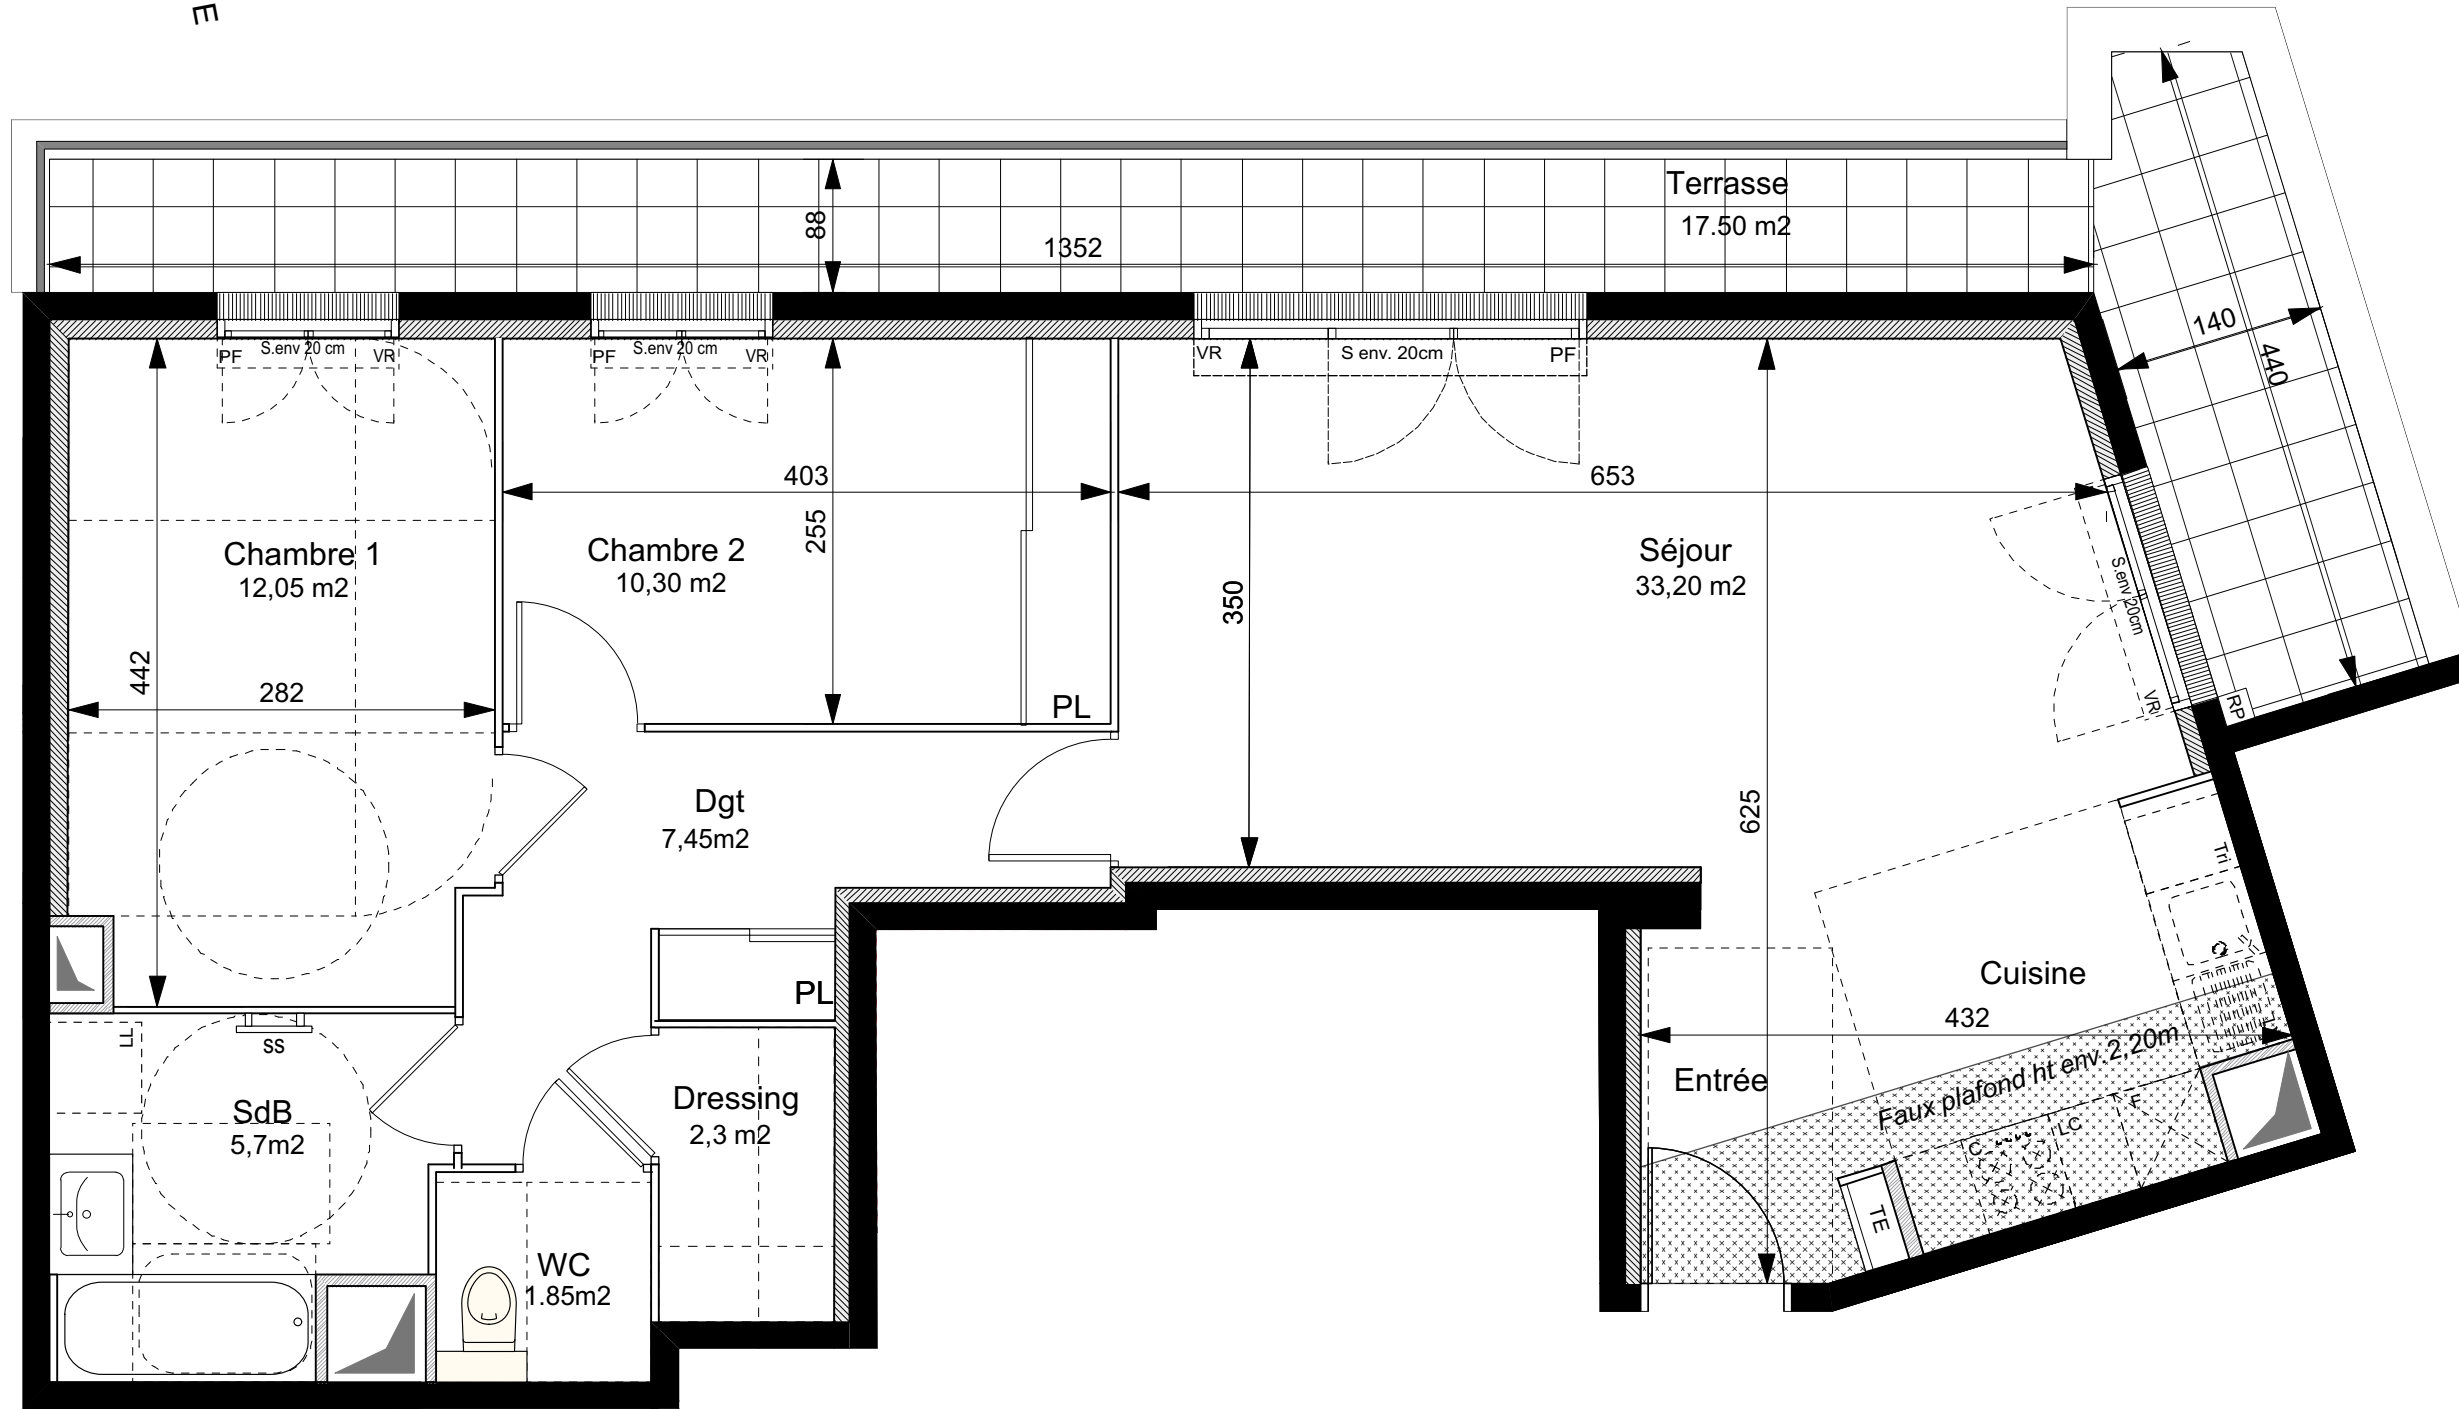 E
Terrasse
17.50 m2
88
1352
140
440
S.env 20 cm
PF
VR
S.env 20 cm
PF
VR
VR
S env. 20cm
PF
403
653
255
Chambre 1
12,05 m2
Chambre 2
10,30 m2
Séjour
33,20 m2
350
S.env 20cm
442
282
PL
VR
RP
Dgt
7,45m2
625
Tri
PL
Cuisine
432
LL
SS
Entrée
Faux plafond ht env.2,20m
SdB
5,7m2
Dressing
2,3 m2
F
LC
C
TE
WC
1.85m2